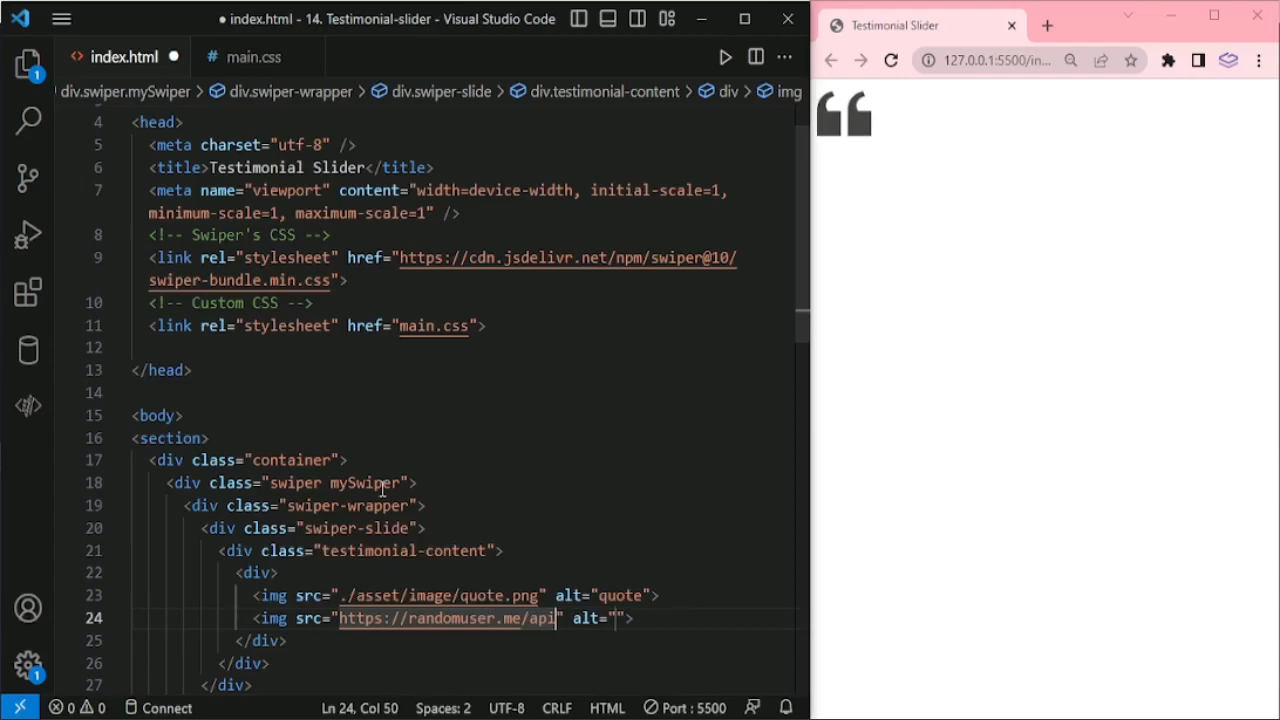 index.html - 14. Testimonial-slider - Visual Studio Code
Testimonial Slider
index.html
main.css
127.0.0.1:5500/in...
div.swiper.mySwiper > div.swiper-wrapper > div.swiper-slide > div.testimonial-content > div > img
4 <head>
5 <meta charset="utf-8" />
6 <title>Testimonial Slider</title>
7 <meta name="viewport" content="width=device-width, initial-scale=1,
minimum-scale=1, maximum-scale=1" />
8 <!-- Swiper's CSS -->
9 <link rel="stylesheet" href="https://cdn.jsdelivr.net/npm/swiper@10/
swiper-bundle.min.css">
10 <!-- Custom CSS -->
11 <link rel="stylesheet" href="main.css">
12
13 </head>
14
15 <body>
16 <section>
17 <div class="container">
18 <div class="swiper mySwiper">
19 <div class="swiper-wrapper">
20 <div class="swiper-slide">
21 <div class="testimonial-content">
22 <div>
23 <img src="./asset/image/quote.png" alt="quote">
24 <img src="https://randomuser.me/api" alt="">
25 </div>
26 </div>
27 </div>
1
1
0 0 Connect Ln 24, Col 50 Spaces: 2 UTF-8 CRLF HTML Port : 5500